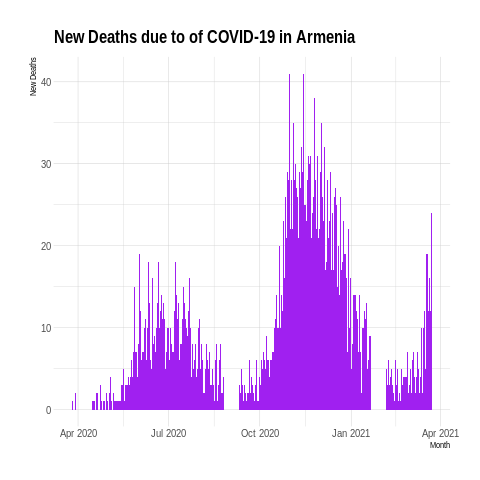 New Deaths due to of COVID-19 in Armenia
New Deaths
40
30
20
10
0
Apr 2020 Jul 2020 Oct 2020 Jan 2021 Apr 2021
Month